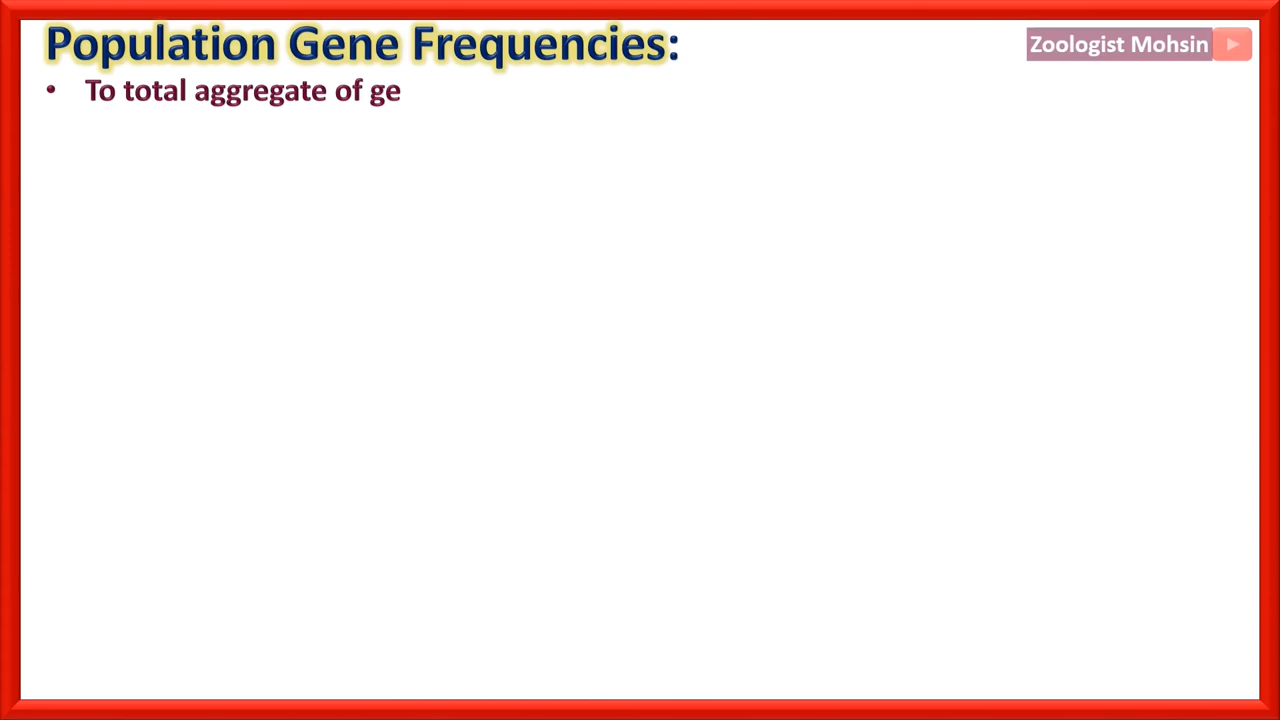 Population Gene Frequencies:
Zoologist Mohsin
• To total aggregate of ge